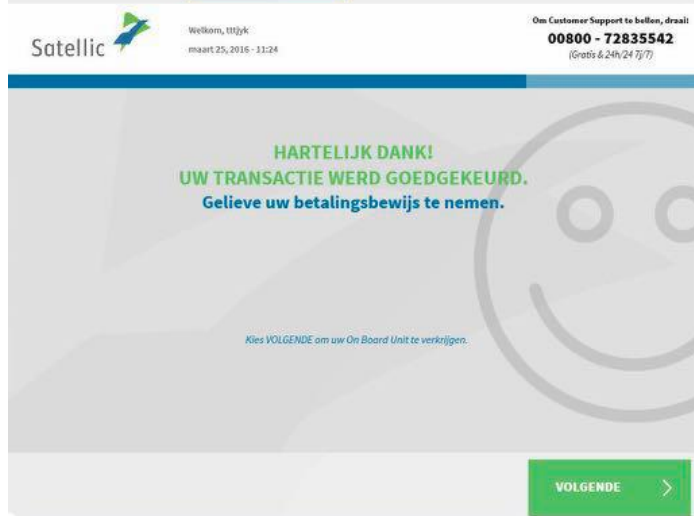 Satellic
Welkom, tttjyk
maart 25, 2016 - 11:24
Om Customer Support te bellen, draai:
00800 - 72835542
(Gratis & 24h/24 7j/7)
HARTELIJK DANK!
UW TRANSACTIE WERD GOEDGEKEURD.
Gelieve uw betalingsbewijs te nemen.
Kies VOLGENDE om uw On Board Unit te verkrijgen.
VOLGENDE